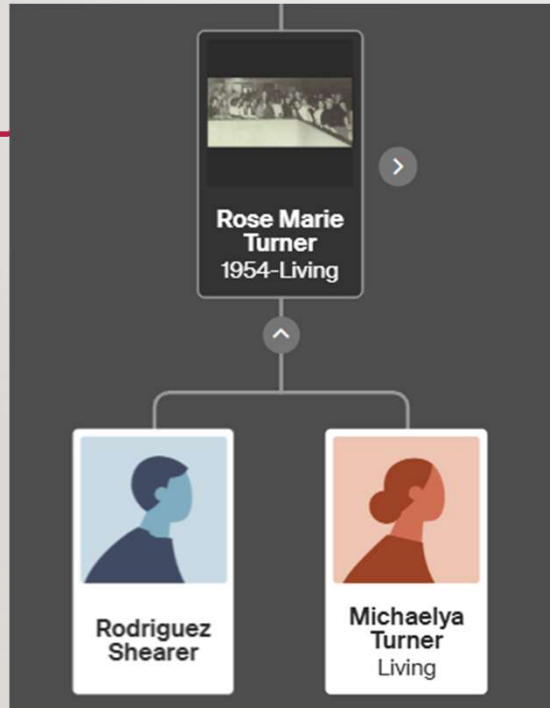 Rose Marie
Turner
1954-Living
Rodriguez
Shearer
Michaelya
Turner
Living